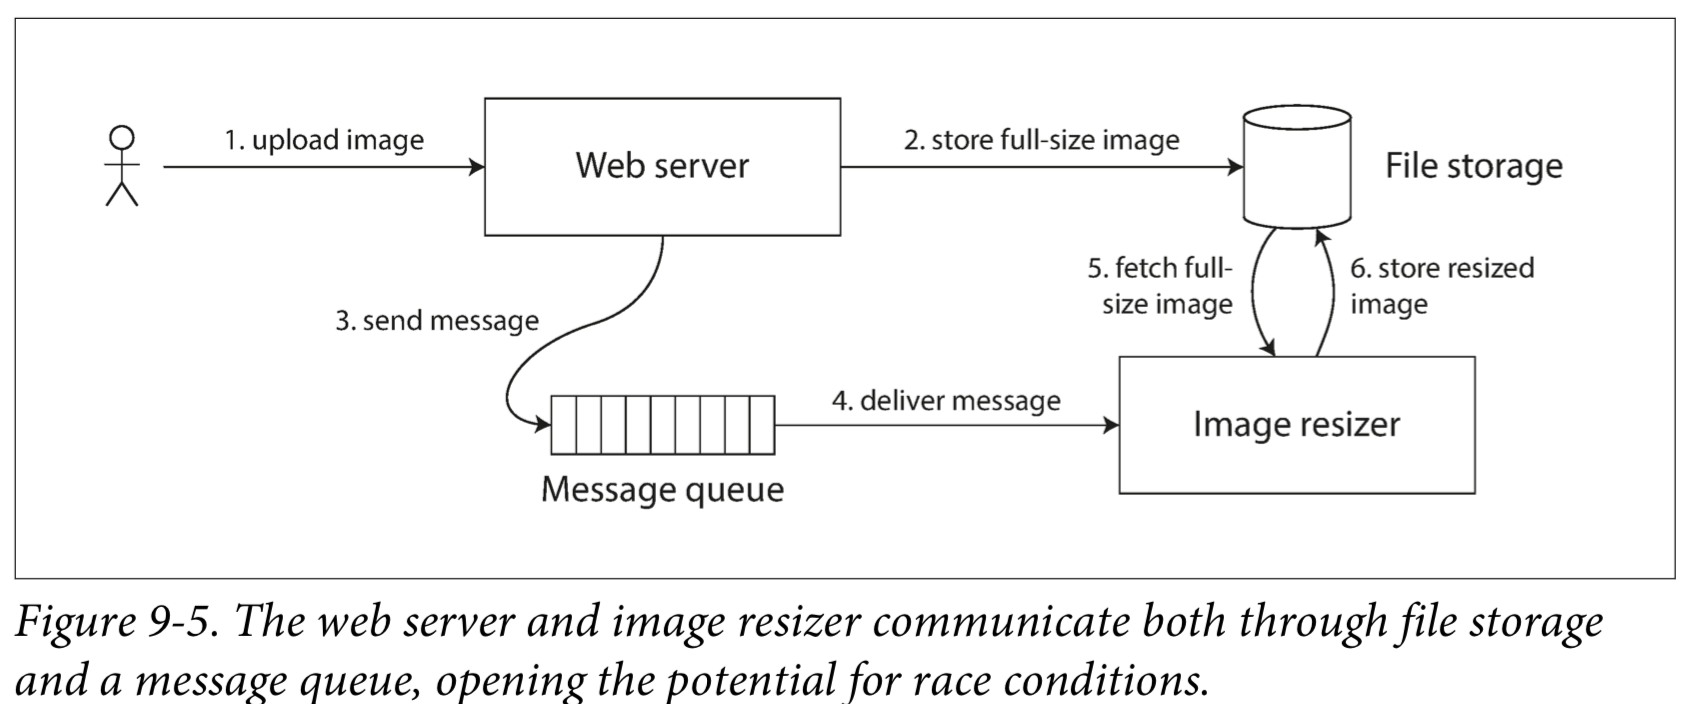 1. upload image
Web server
2. store full-size image
File storage
3. send message
5. fetch full-
size image
6. store resized
image
4. deliver message
Message queue
Image resizer
Figure 9-5. The web server and image resizer communicate both through file storage
and a message queue, opening the potential for race conditions.